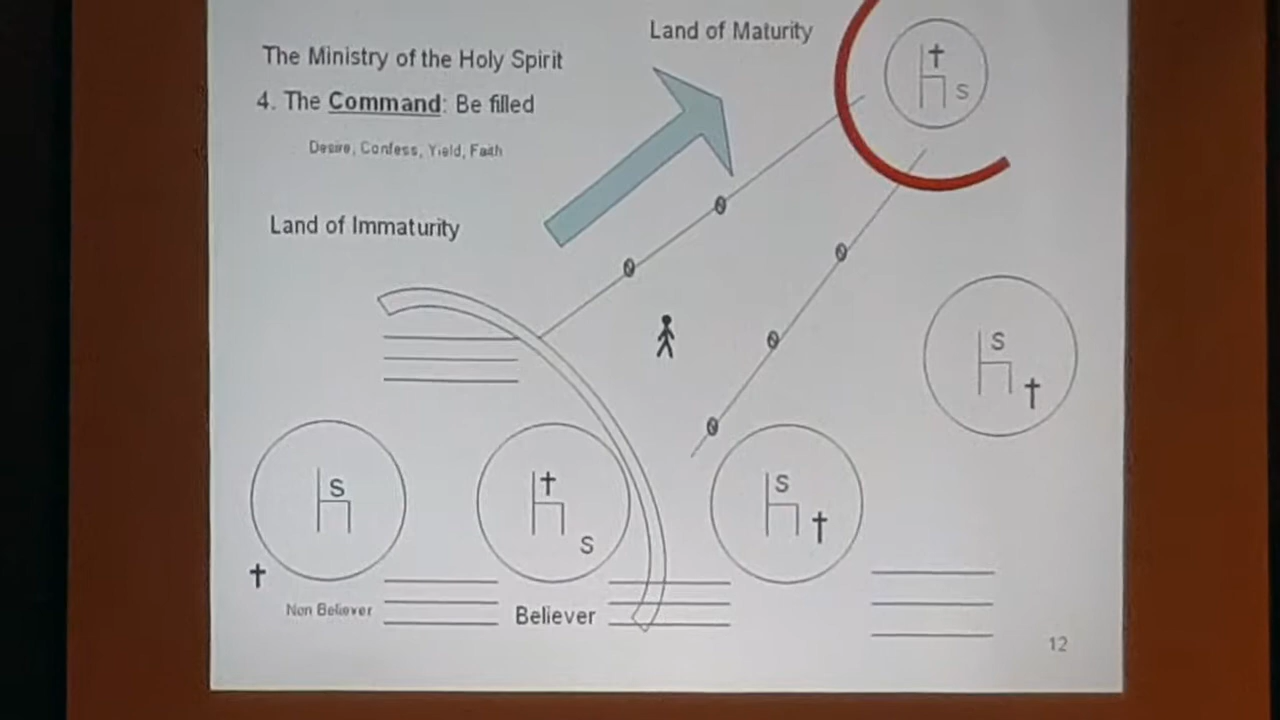 Land of Maturity
The Ministry of the Holy Spirit
4. The Command: Be filled
Desire, Confess, Yield, Faith
Land of Immaturity
S
S
S
S
S
Non Believer
Believer
12